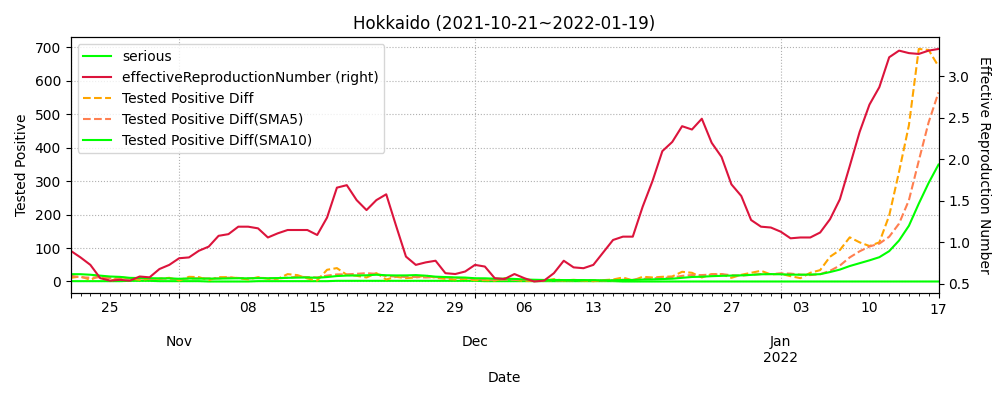 Hokkaido (2021-10-21~2022-01-19)
serious
effectiveReproductionNumber (right)
Tested Positive Diff
Tested Positive Diff(SMA5)
Tested Positive Diff(SMA10)
Tested Positive
700
600
500
400
300
200
100
0
3.0
2.5
2.0
1.5
1.0
0.5
Effective Reproduction Number
25 08 15 22 29 06 13 20 27 03 10 17
Nov Dec Jan
2022
Date